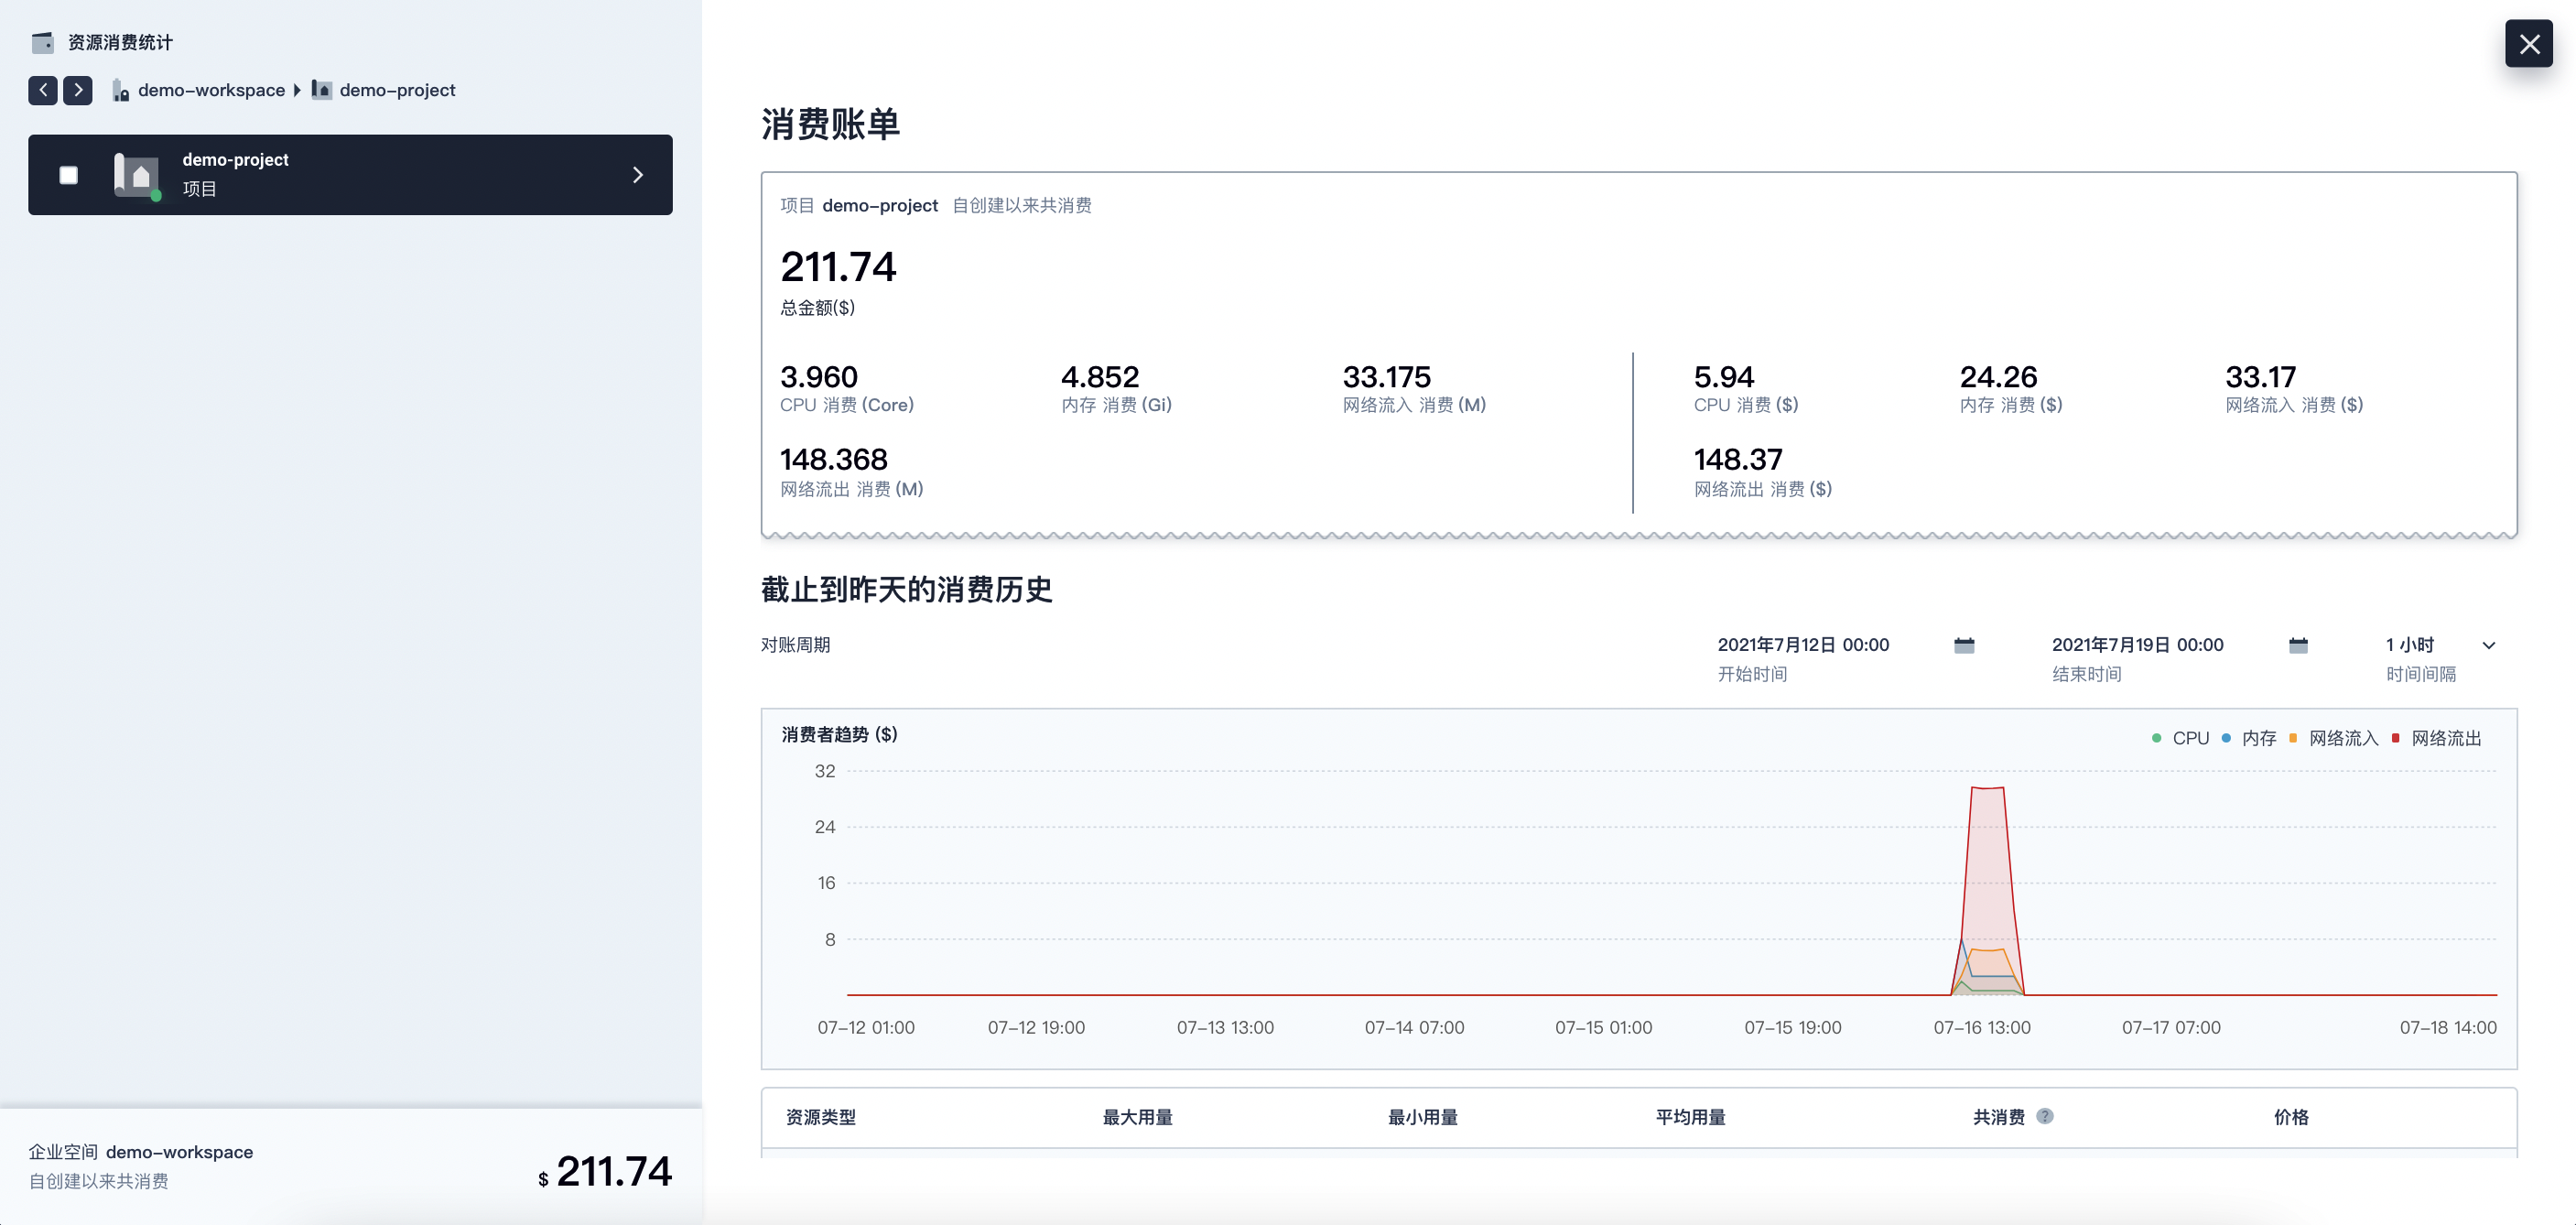 资源消费统计
demo-workspace demo-project
demo-project
项目
企业空间 demo-workspace
自创建以来共消费
$ 211.74
消费账单
项目 demo-project 自创建以来共消费
211.74
总金额($)
3.960 4.852 33.175
CPU 消费 (Core) 内存 消费 (Gi) 网络流入 消费 (M)
148.368
网络流出 消费 (M)
5.94 24.26 33.17
CPU 消费 ($) 内存 消费 ($) 网络流入 消费 ($)
148.37
网络流出 消费 ($)
截止到昨天的消费历史
对账周期
2021年7月12日 00:00 2021年7月19日 00:00 1 小时
开始时间 结束时间 时间间隔
消费者趋势 ($)
CPU 内存 网络流入 网络流出
32
24
16
8
07-12 01:00 07-12 19:00 07-13 13:00 07-14 07:00 07-15 01:00 07-15 19:00 07-16 13:00 07-17 07:00 07-18 14:00
资源类型 最大用量 最小用量 平均用量 共消费 ? 价格